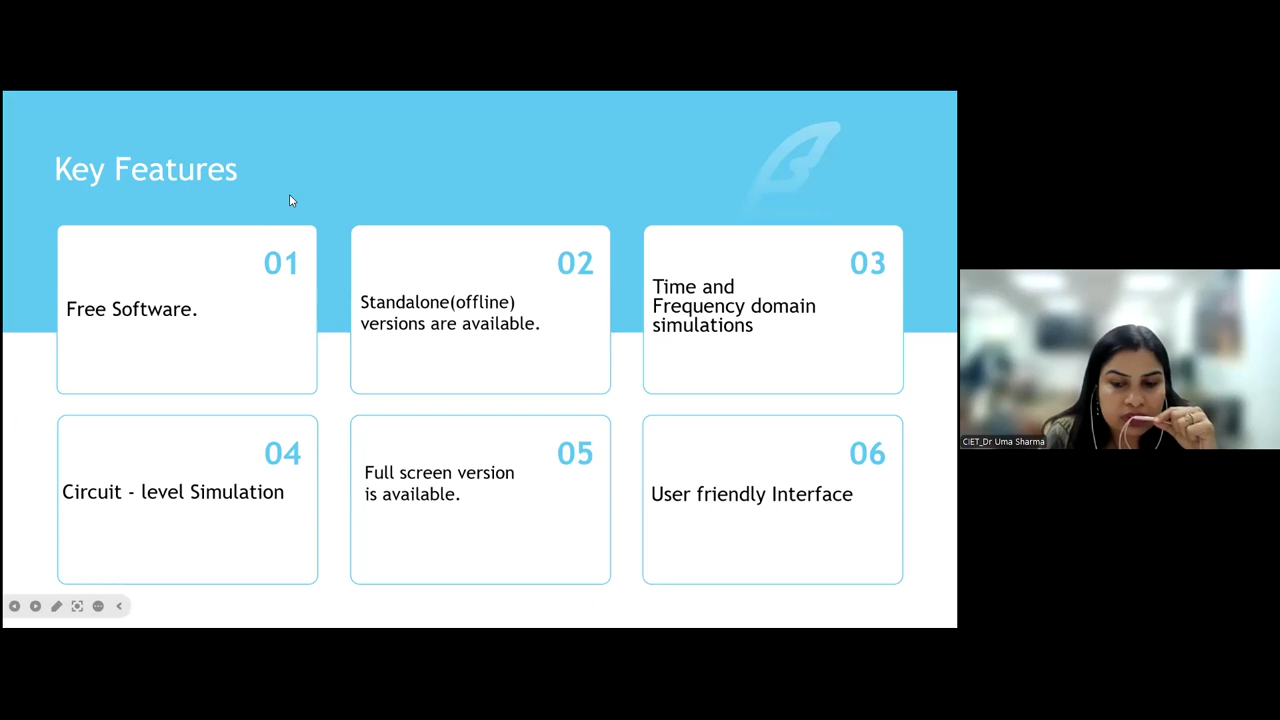 Key Features
01
Free Software.
02
Standalone(offline)
versions are available.
03
Time and
Frequency domain
simulations
04
Circuit - level Simulation
05
Full screen version
is available.
06
User friendly Interface
CIET_Dr Uma Sharma